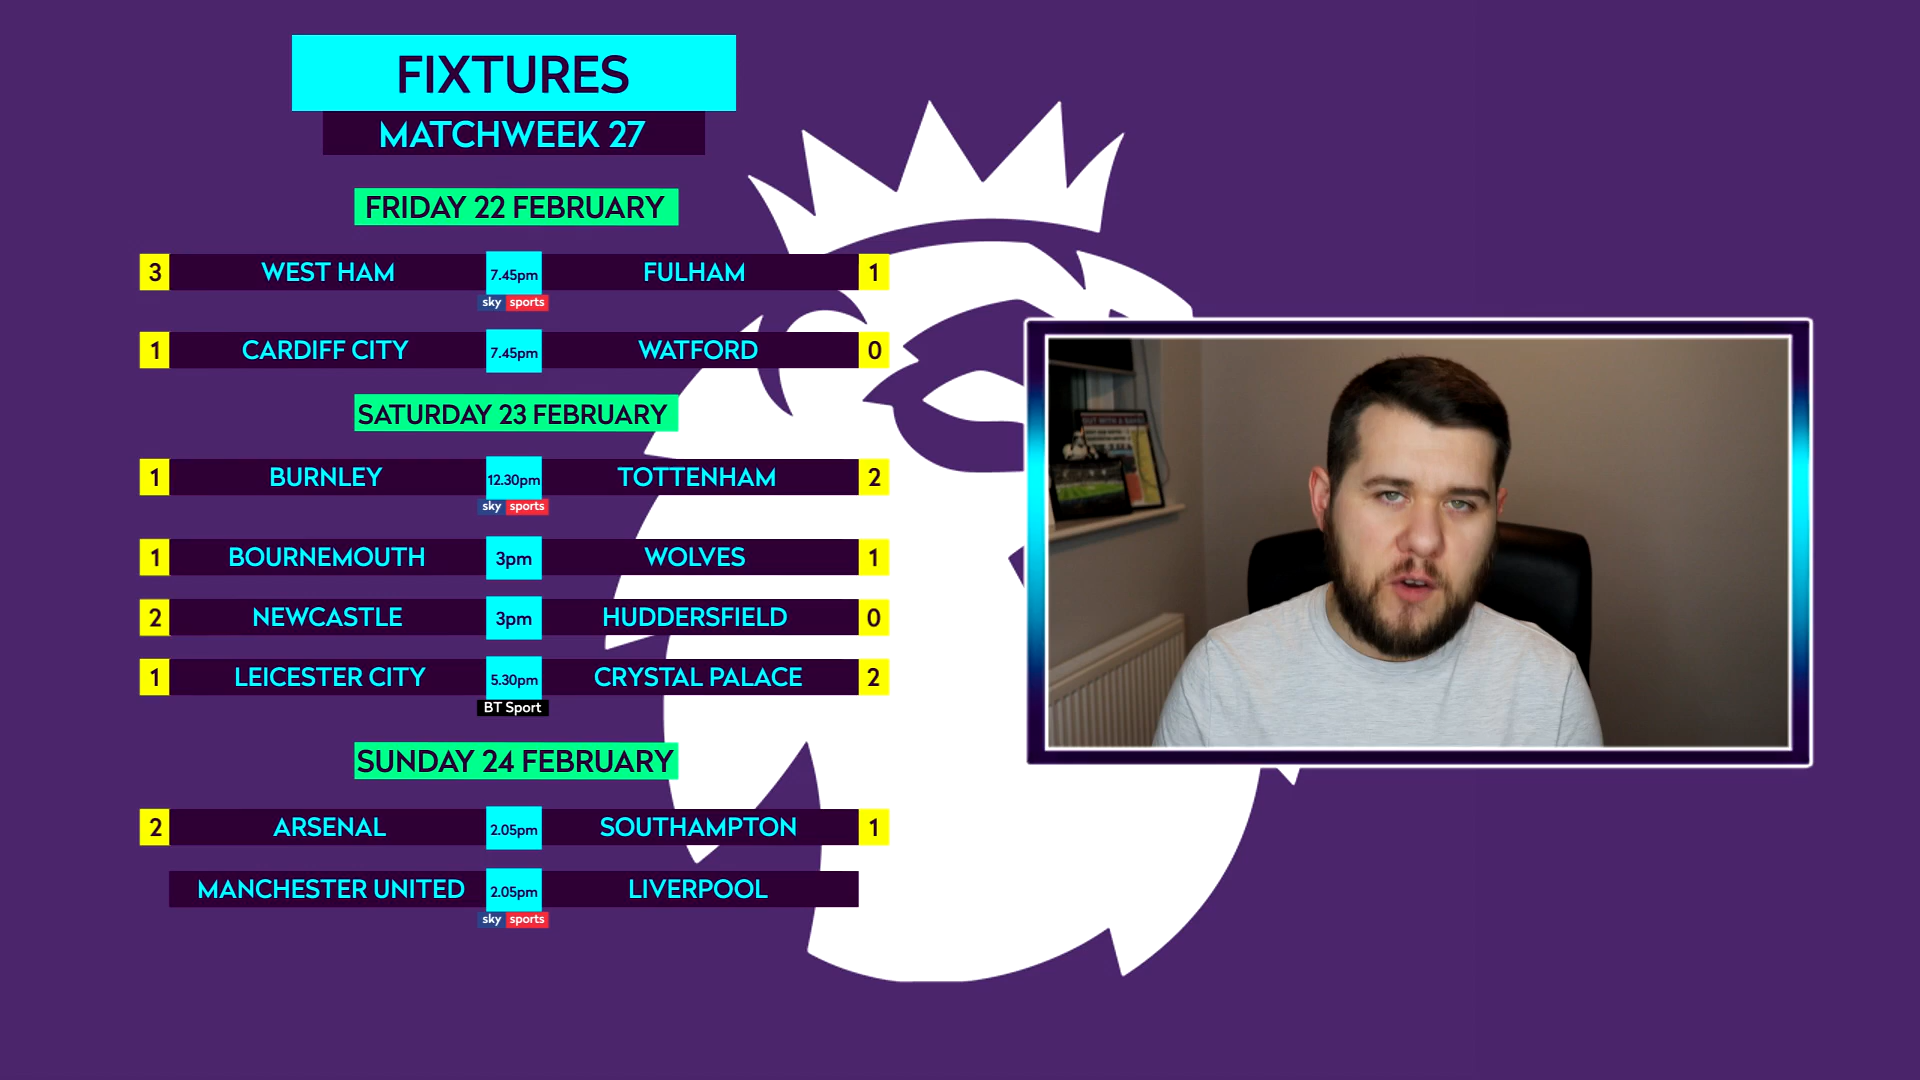 FIXTURES
MATCHWEEK 27
FRIDAY 22 FEBRUARY
3 WEST HAM 7.45pm FULHAM 1
sky sports
1 CARDIFF CITY 7.45pm WATFORD 0
SATURDAY 23 FEBRUARY
1 BURNLEY 12.30pm TOTTENHAM 2
sky sports
1 BOURNEMOUTH 3pm WOLVES 1
2 NEWCASTLE 3pm HUDDERSFIELD 0
1 LEICESTER CITY 5.30pm CRYSTAL PALACE 2
BT Sport
SUNDAY 24 FEBRUARY
2 ARSENAL 2.05pm SOUTHAMPTON 1
MANCHESTER UNITED 2.05pm LIVERPOOL
sky sports